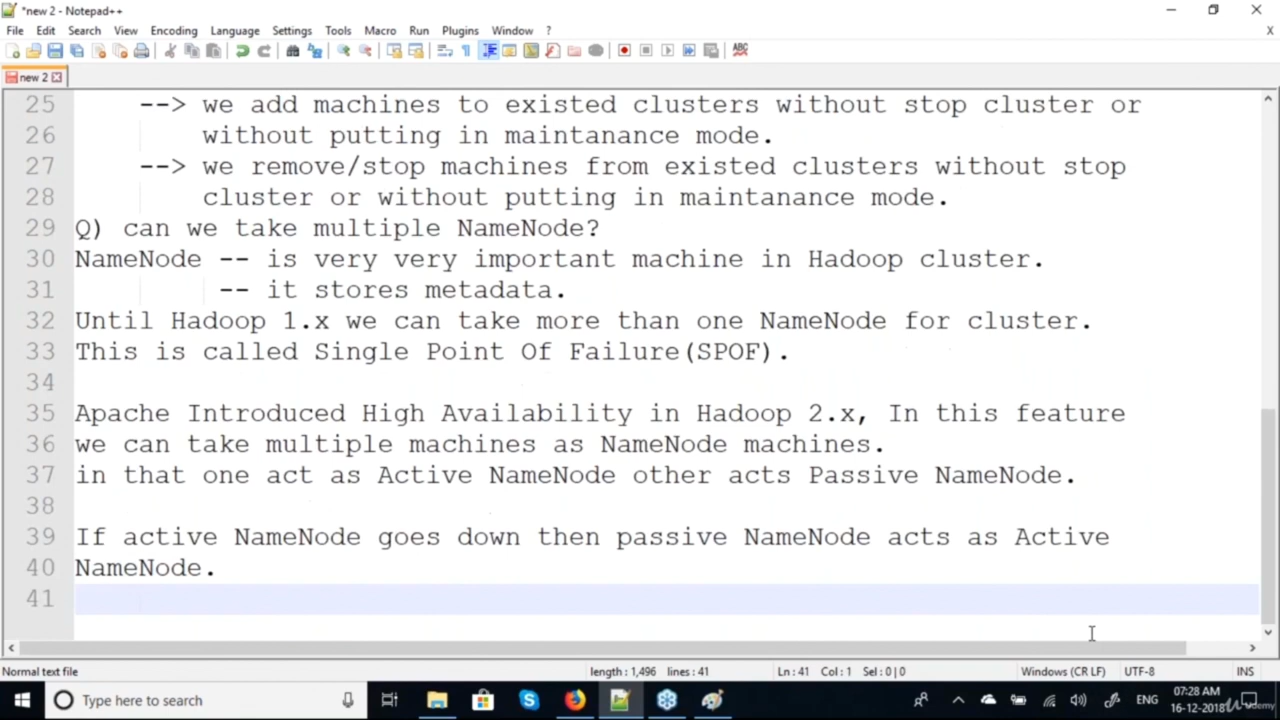 *new 2 - Notepad++
File Edit Search View Encoding Language Settings Tools Macro Run Plugins Window ? X
new 2
25 --> we add machines to existed clusters without stop cluster or
26 without putting in maintanance mode.
27 --> we remove/stop machines from existed clusters without stop
28 cluster or without putting in maintanance mode.
29 Q) can we take multiple NameNode?
30 NameNode -- is very very important machine in Hadoop cluster.
31 -- it stores metadata.
32 Until Hadoop 1.x we can take more than one NameNode for cluster.
33 This is called Single Point Of Failure(SPOF).
34
35 Apache Introduced High Availability in Hadoop 2.x, In this feature
36 we can take multiple machines as NameNode machines.
37 in that one act as Active NameNode other acts Passive NameNode.
38
39 If active NameNode goes down then passive NameNode acts as Active
40 NameNode.
41
Normal text file length : 1,496 lines : 41 Ln : 41 Col : 1 Sel : 0 | 0 Windows (CR LF) UTF-8 INS
Type here to search ENG 07:28 AM
16-12-2018 Udemy